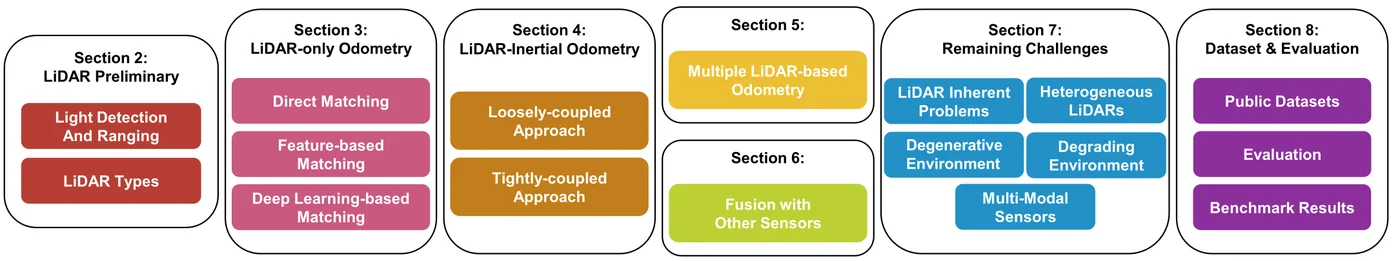 Section 2:
LiDAR Preliminary
Light Detection
And Ranging
LiDAR Types
Section 3:
LiDAR-only Odometry
Direct Matching
Feature-based
Matching
Deep Learning-based
Matching
Section 4:
LiDAR-Inertial Odometry
Loosely-coupled
Approach
Tightly-coupled
Approach
Section 5:
Multiple LiDAR-based
Odometry
Section 6:
Fusion with
Other Sensors
Section 7:
Remaining Challenges
LiDAR Inherent
Problems
Heterogeneous
LiDARs
Degenerative
Environment
Degrading
Environment
Multi-Modal
Sensors
Section 8:
Dataset & Evaluation
Public Datasets
Evaluation
Benchmark Results